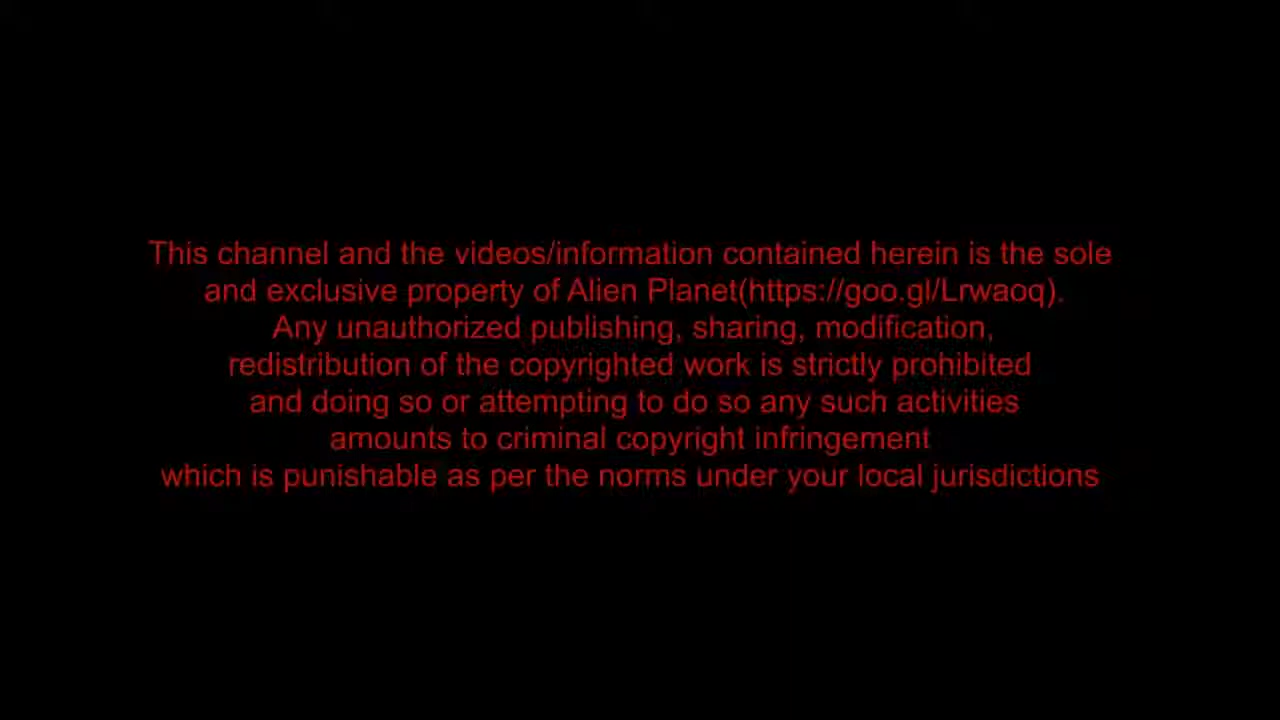 This channel and the videos/information contained herein is the sole
and exclusive property of Alien Planet(https://goo.gl/Lrwaoq).
Any unauthorized publishing, sharing, modification,
redistribution of the copyrighted work is strictly prohibited
and doing so or attempting to do so any such activities
amounts to criminal copyright infringement
which is punishable as per the norms under your local jurisdictions